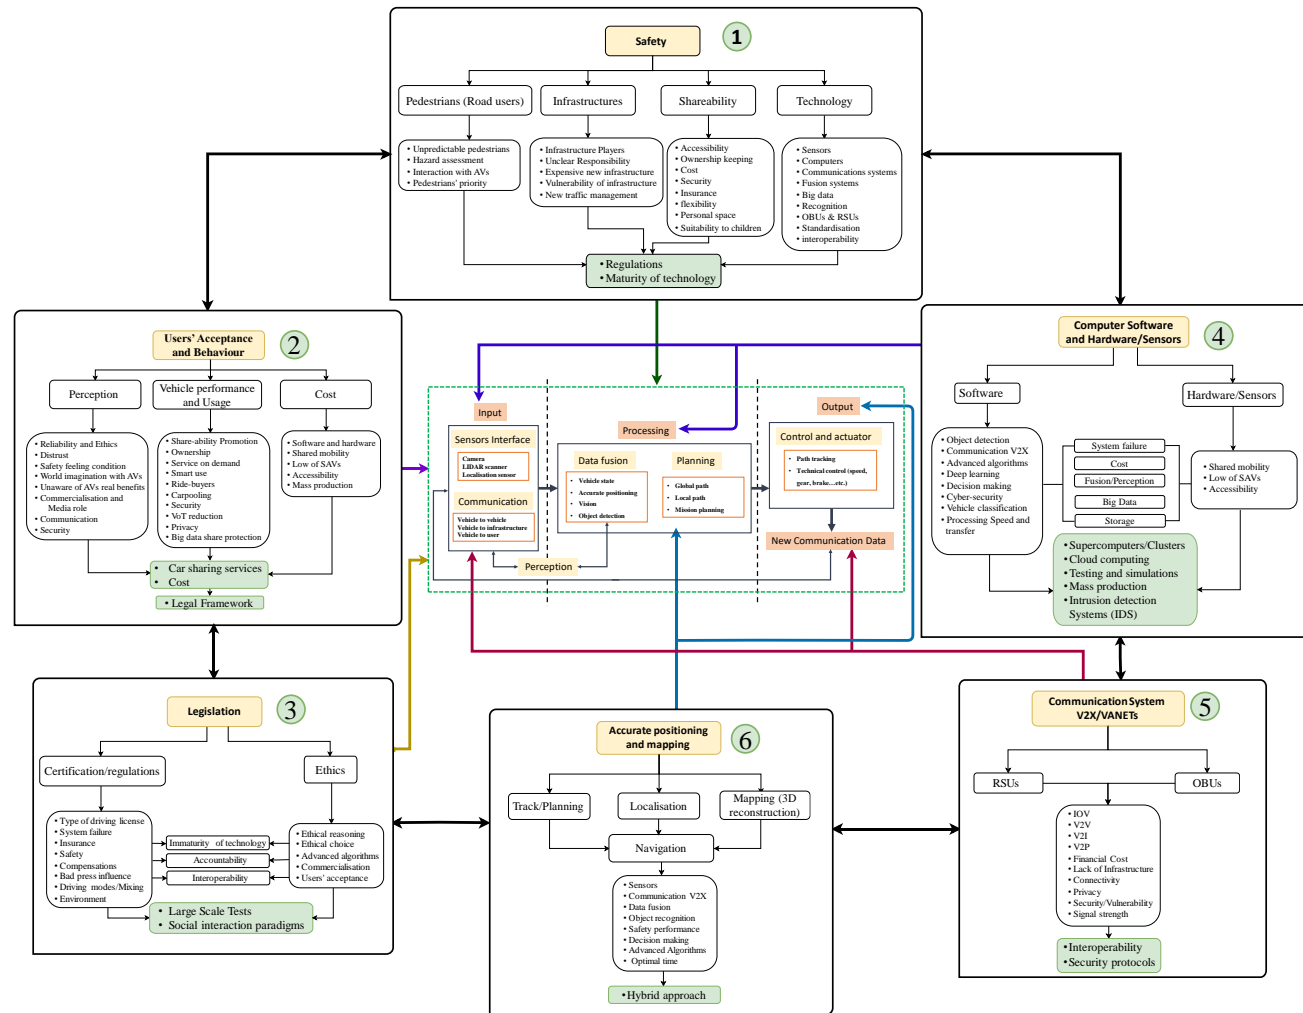 Safety
1
Pedestrians (Road users)
Infrastructures
Shareability
Technology
• Unpredictable pedestrians
• Hazard assessment
• Interaction with AVs
• Pedestrians' priority
• Infrastructure Players
• Unclear Responsibility
• Expensive new infrastructure
• Vulnerability of infrastructure
• New traffic management
• Accessibility
• Ownership keeping
• Cost
• Security
• Insurance
• flexibility
• Personal space
• Suitability to children
• Sensors
• Computers
• Communications systems
• Fusion systems
• Big data
• Recognition
• OBUs & RSUs
• Standardisation
• interoperability
• Regulations
• Maturity of technology
Users' Acceptance
and Behaviour
2
Perception
Vehicle performance
and Usage
Cost
• Reliability and Ethics
• Distrust
• Safety feeling condition
• World imagination with AVs
• Unaware of AVs real benefits
• Commercialisation and
Media role
• Communication
• Security
• Share-ability Promotion
• Ownership
• Service on demand
• Smart use
• Ride-buyers
• Carpooling
• Security
• VoT reduction
• Privacy
• Big data share protection
• Software and hardware
• Shared mobility
• Low of SAVs
• Accessibility
• Mass production
• Car sharing services
• Cost
• Legal Framework
Input
Sensors Interface
Camera
LIDAR scanner
Localisation sensor
Communication
Vehicle to vehicle
Vehicle to infrastructure
Vehicle to user
Processing
Data fusion
• Vehicle state
• Accurate positioning
• Vision
• Object detection
Planning
• Global path
• Local path
• Mission planning
Perception
Output
Control and actuator
• Path tracking
• Technical control (speed,
gear, brake…etc.)
New Communication Data
Computer Software
and Hardware/Sensors
4
Software
Hardware/Sensors
• Object detection
• Communication V2X
• Advanced algorithms
• Deep learning
• Decision making
• Cyber-security
• Vehicle classification
• Processing Speed and
transfer
System failure
Cost
Fusion/Perception
Big Data
Storage
• Shared mobility
• Low of SAVs
• Accessibility
• Supercomputers/Clusters
• Cloud computing
• Testing and simulations
• Mass production
• Intrusion detection
Systems (IDS)
Legislation
3
Certification/regulations
Ethics
• Type of driving license
• System failure
• Insurance
• Safety
• Compensations
• Bad press influence
• Driving modes/Mixing
• Environment
Immaturity of technology
Accountability
Interoperability
• Ethical reasoning
• Ethical choice
• Advanced algorithms
• Commercialisation
• Users' acceptance
• Large Scale Tests
• Social interaction paradigms
Accurate positioning
and mapping
6
Track/Planning
Localisation
Mapping (3D
reconstruction)
Navigation
• Sensors
• Communication V2X
• Data fusion
• Object recognition
• Safety performance
• Decision making
• Advanced Algorithms
• Optimal time
• Hybrid approach
Communication System
V2X/VANETs
5
RSUs
OBUs
• IOV
• V2V
• V2I
• V2P
• Financial Cost
• Lack of Infrastructure
• Connectivity
• Privacy
• Security/Vulnerability
• Signal strength
• Interoperability
• Security protocols